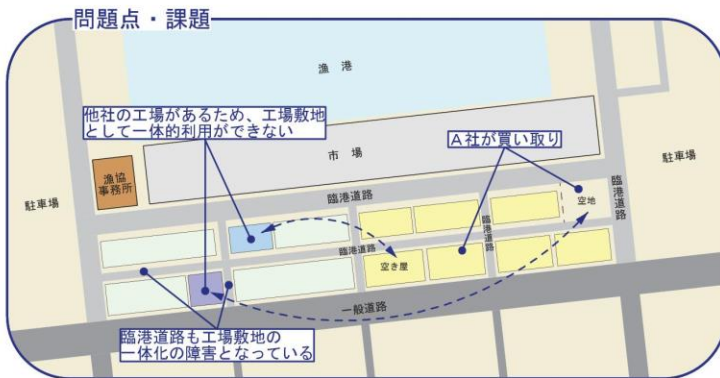 問題点・課題
漁 港
他社の工場があるため、工場敷地
として一体的利用ができない
A社が買い取り
市 場
漁協
事務所
駐車場
駐車場
臨港道路
臨港道路
空地
臨港道路
臨港道路
空き屋
一般道路
臨港道路も工場敷地の
一体化の障害となっている